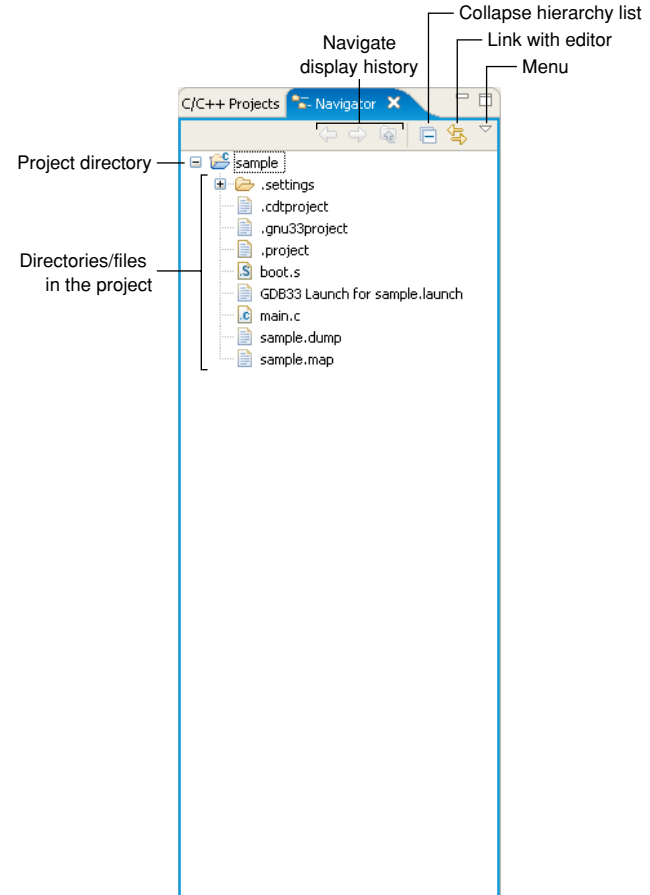 Collapse hierarchy list
Navigate
display history
Link with editor
Menu
C/C++ Projects
Navigator
Project directory
sample
.settings
.cdtproject
.gnu33project
.project
Directories/files
in the project
boot.s
GDB33 Launch for sample.launch
main.c
sample.dump
sample.map